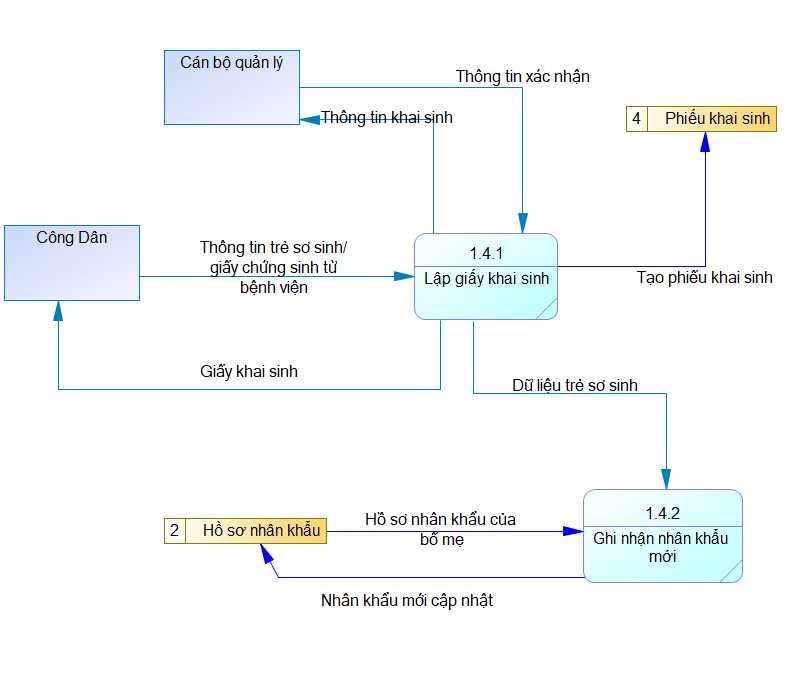 Cán bộ quản lý
Thông tin xác nhận
Thông tin khai sinh
4 Phiếu khai sinh
Công Dân
Thông tin trẻ sơ sinh/
giấy chứng sinh từ
bệnh viện
1.4.1
Lập giấy khai sinh
Tạo phiếu khai sinh
Giấy khai sinh
Dữ liệu trẻ sơ sinh
2 Hồ sơ nhân khẩu
Hồ sơ nhân khẩu của
bố mẹ
1.4.2
Ghi nhận nhân khẩu
mới
Nhân khẩu mới cập nhật